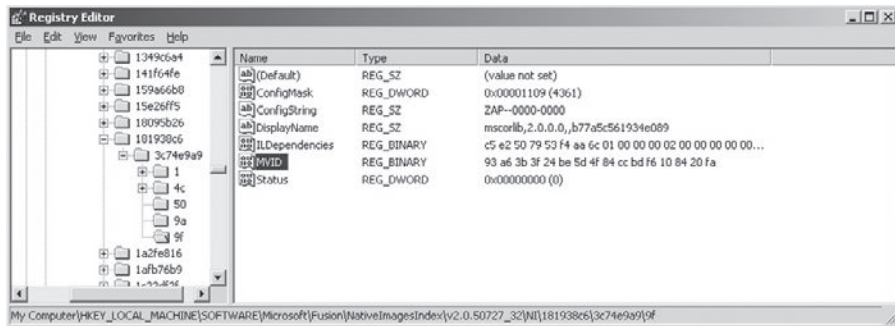 Registry Editor
File Edit View Favorites Help
1349c6a4
141f64fe
159a66b8
15e26ff5
18095b26
181938c6
3c74e9a9
1
4c
50
9a
9f
1a2fe816
1afb76b9
Name Type Data
(Default) REG_SZ (value not set)
ConfigMask REG_DWORD 0x00001109 (4361)
ConfigString REG_SZ ZAP--0000-0000
DisplayName REG_SZ mscorlib,2.0.0.0,,b77a5c561934e089
ILDependencies REG_BINARY c5 e2 50 79 53 f4 aa 6c 01 00 00 00 02 00 00 00 00 00...
MVID REG_BINARY 93 a6 3b 3f 24 be 5d 4f 84 cc bd f6 10 84 20 fa
Status REG_DWORD 0x00000000 (0)
My Computer\HKEY_LOCAL_MACHINE\SOFTWARE\Microsoft\Fusion\NativeImagesIndex\v2.0.50727_32\NI\181938c6\3c74e9a9\9f